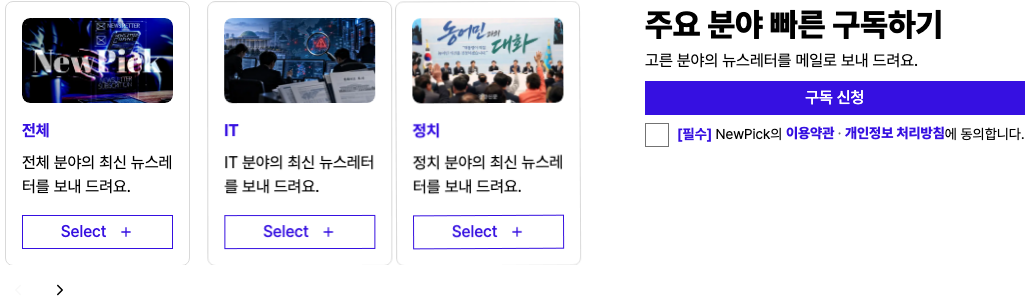 NEWSLETTER
NewPick
전체
전체 분야의 최신 뉴스레
터를 보내 드려요.
Select +
IT
IT 분야의 최신 뉴스레터
를 보내 드려요.
Select +
농어민과의
대화
정치
정치 분야의 최신 뉴스레
터를 보내 드려요.
Select +
주요 분야 빠른 구독하기
고른 분야의 뉴스레터를 메일로 보내 드려요.
구독 신청
[필수] NewPick의 이용약관 · 개인정보 처리방침에 동의합니다.